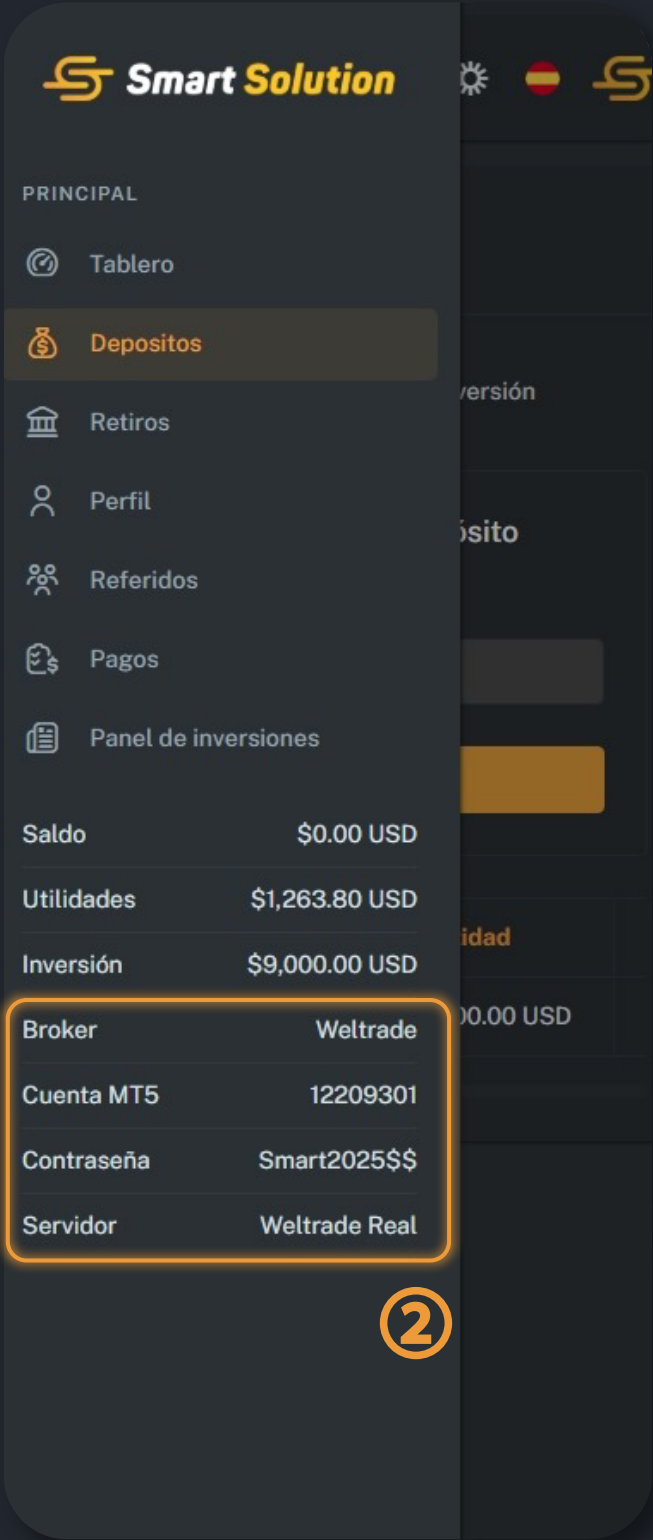 Smart Solution
PRINCIPAL
Tablero
Depositos
Retiros
Perfil
Referidos
Pagos
Panel de inversiones
Saldo $0.00 USD
Utilidades $1,263.80 USD
Inversión $9,000.00 USD
Broker Weltrade
Cuenta MT5 12209301
Contraseña Smart2025$$
Servidor Weltrade Real
2
versión
ósito
idad
00.00 USD